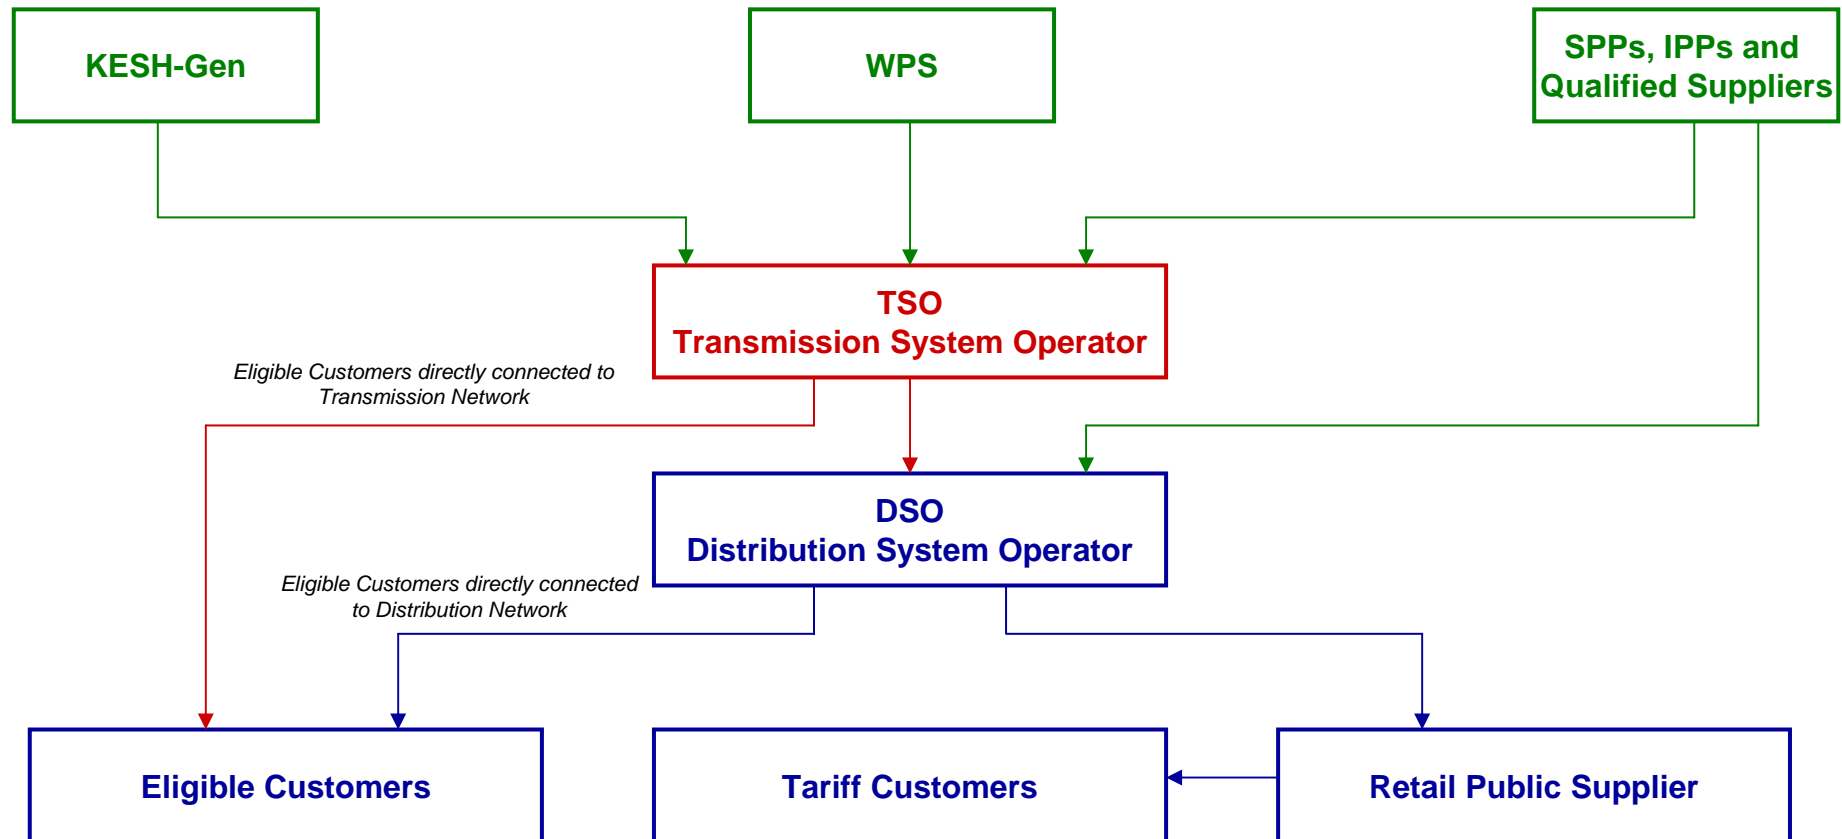 KESH-Gen
WPS
SPPs, IPPs and
Qualified Suppliers
TSO
Transmission System Operator
Eligible Customers directly connected to
Transmission Network
DSO
Distribution System Operator
Eligible Customers directly connected
to Distribution Network
Eligible Customers
Tariff Customers
Retail Public Supplier